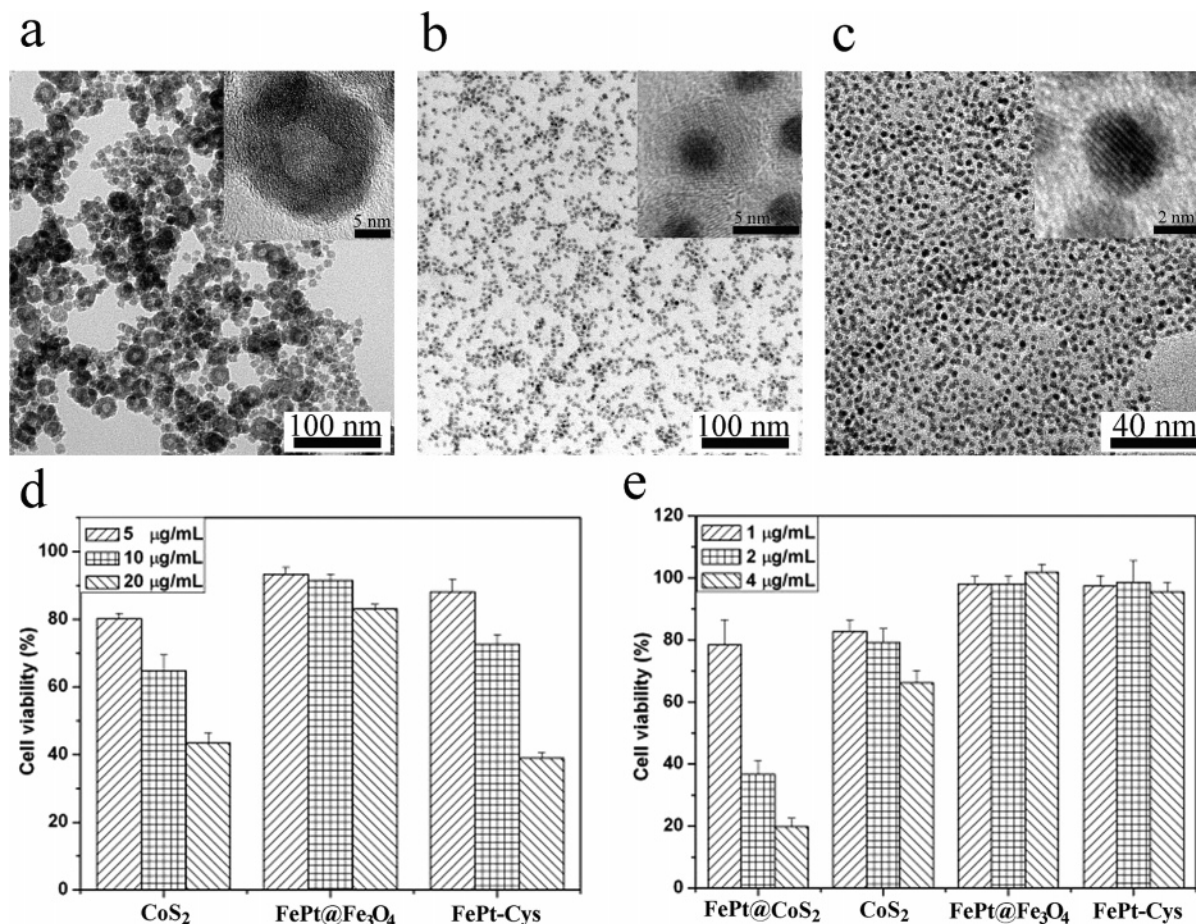 a
b
c
5 nm
5 nm
2 nm
100 nm
100 nm
40 nm
d
e
5 μg/mL
10 μg/mL
20 μg/mL
100
80
60
40
20
0
Cell viability (%)
CoS₂
FePt@Fe₃O₄
FePt-Cys
1 μg/mL
2 μg/mL
4 μg/mL
120
100
80
60
40
20
0
Cell viability (%)
FePt@CoS₂
CoS₂
FePt@Fe₃O₄
FePt-Cys